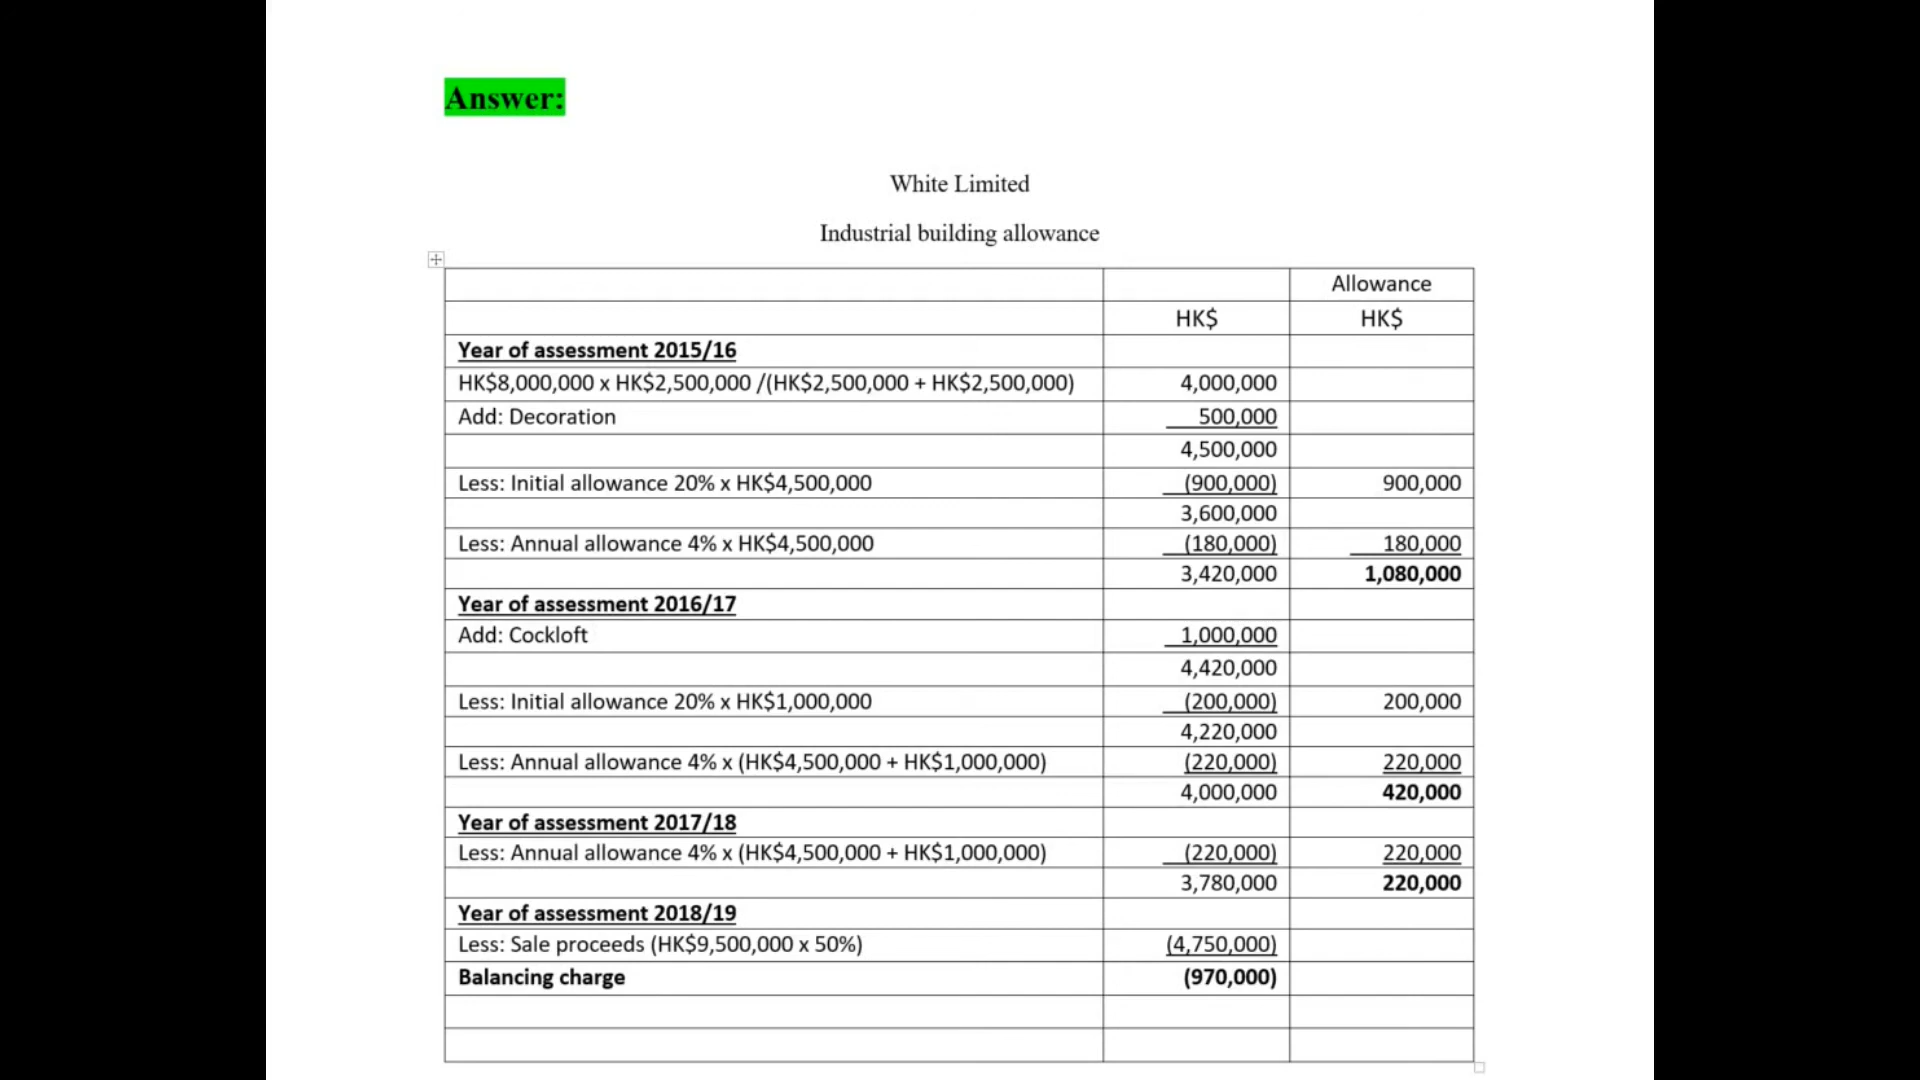 Answer:
White Limited
Industrial building allowance
Allowance
HK$ HK$
Year of assessment 2015/16
HK$8,000,000 x HK$2,500,000 /(HK$2,500,000 + HK$2,500,000) 4,000,000
Add: Decoration 500,000
4,500,000
Less: Initial allowance 20% x HK$4,500,000 (900,000) 900,000
3,600,000
Less: Annual allowance 4% x HK$4,500,000 (180,000) 180,000
3,420,000 1,080,000
Year of assessment 2016/17
Add: Cockloft 1,000,000
4,420,000
Less: Initial allowance 20% x HK$1,000,000 (200,000) 200,000
4,220,000
Less: Annual allowance 4% x (HK$4,500,000 + HK$1,000,000) (220,000) 220,000
4,000,000 420,000
Year of assessment 2017/18
Less: Annual allowance 4% x (HK$4,500,000 + HK$1,000,000) (220,000) 220,000
3,780,000 220,000
Year of assessment 2018/19
Less: Sale proceeds (HK$9,500,000 x 50%) (4,750,000)
Balancing charge (970,000)